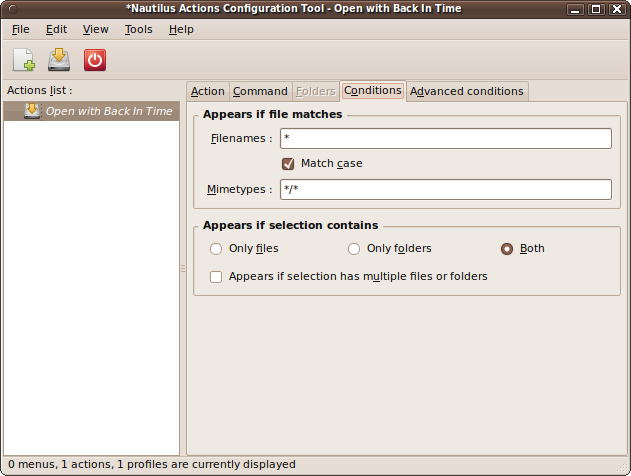 *Nautilus Actions Configuration Tool - Open with Back In Time
File Edit View Tools Help
Actions list :
Open with Back In Time
Action Command Folders Conditions Advanced conditions
Appears if file matches
Filenames : *
Match case
Mimetypes : */*
Appears if selection contains
Only files Only folders Both
Appears if selection has multiple files or folders
0 menus, 1 actions, 1 profiles are currently displayed